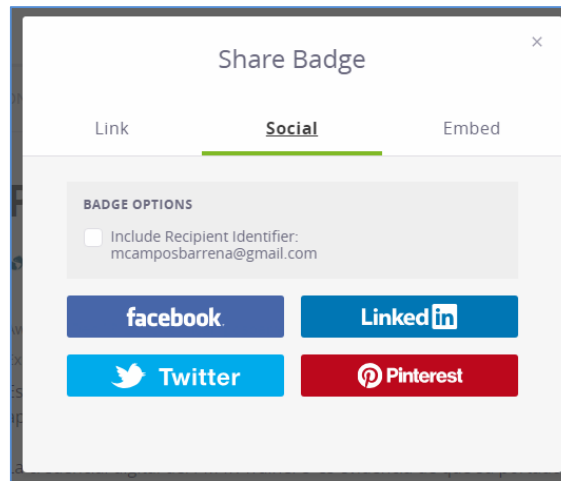 Share Badge
×
Link Social Embed
BADGE OPTIONS
Include Recipient Identifier:
mcamposbarrena@gmail.com
facebook.
Linked in
Twitter
Pinterest